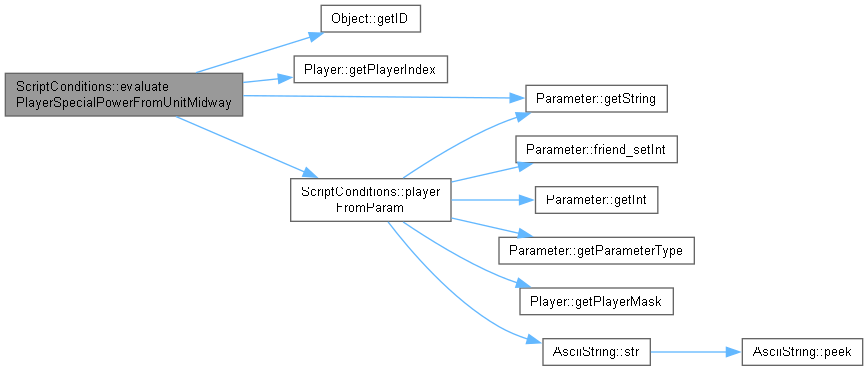 Object::getID
Player::getPlayerIndex
ScriptConditions::evaluate
PlayerSpecialPowerFromUnitMidway
Parameter::getString
Parameter::friend_setInt
ScriptConditions::player
FromParam
Parameter::getInt
Parameter::getParameterType
Player::getPlayerMask
AsciiString::str
AsciiString::peek